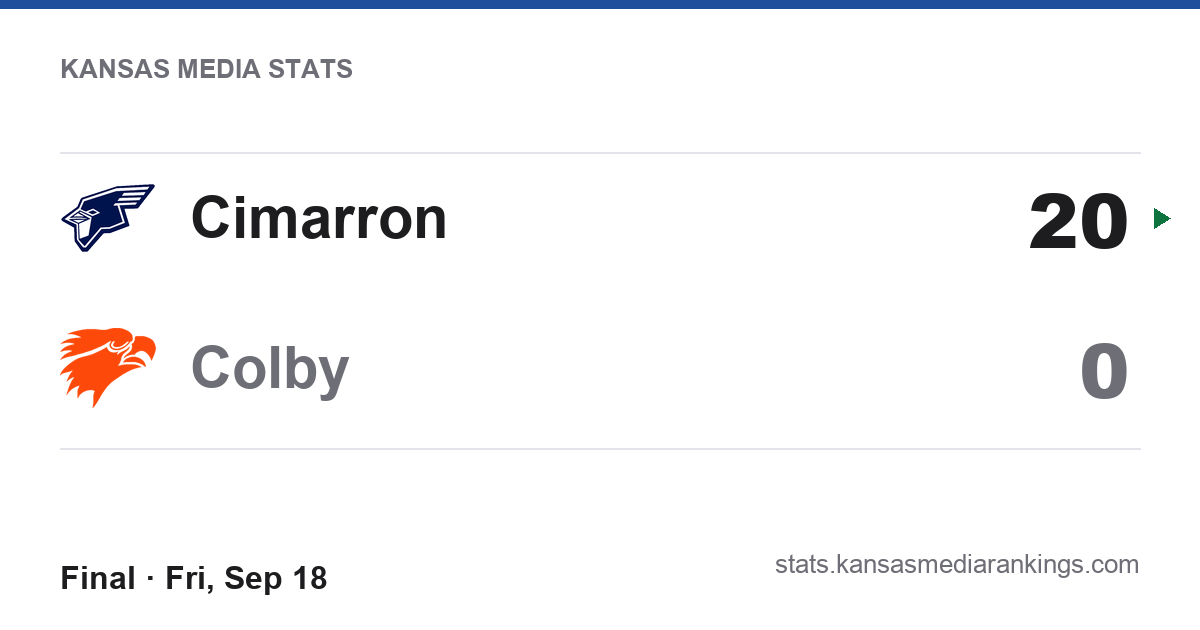 KANSAS MEDIA STATS
Cimarron 20
Colby 0
Final · Fri, Sep 18
stats.kansasmediarankings.com